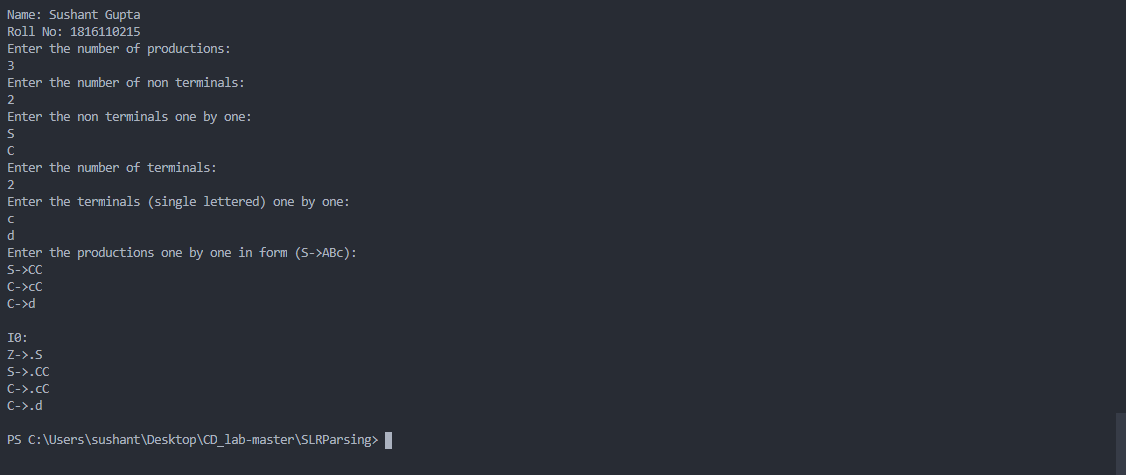 Name: Sushant Gupta
Roll No: 1816110215
Enter the number of productions:
3
Enter the number of non terminals:
2
Enter the non terminals one by one:
S
C
Enter the number of terminals:
2
Enter the terminals (single lettered) one by one:
c
d
Enter the productions one by one in form (S->ABc):
S->CC
C->cC
C->d
I0:
Z->.S
S->.CC
C->.cC
C->.d
PS C:\Users\sushant\Desktop\CD_lab-master\SLRParsing>